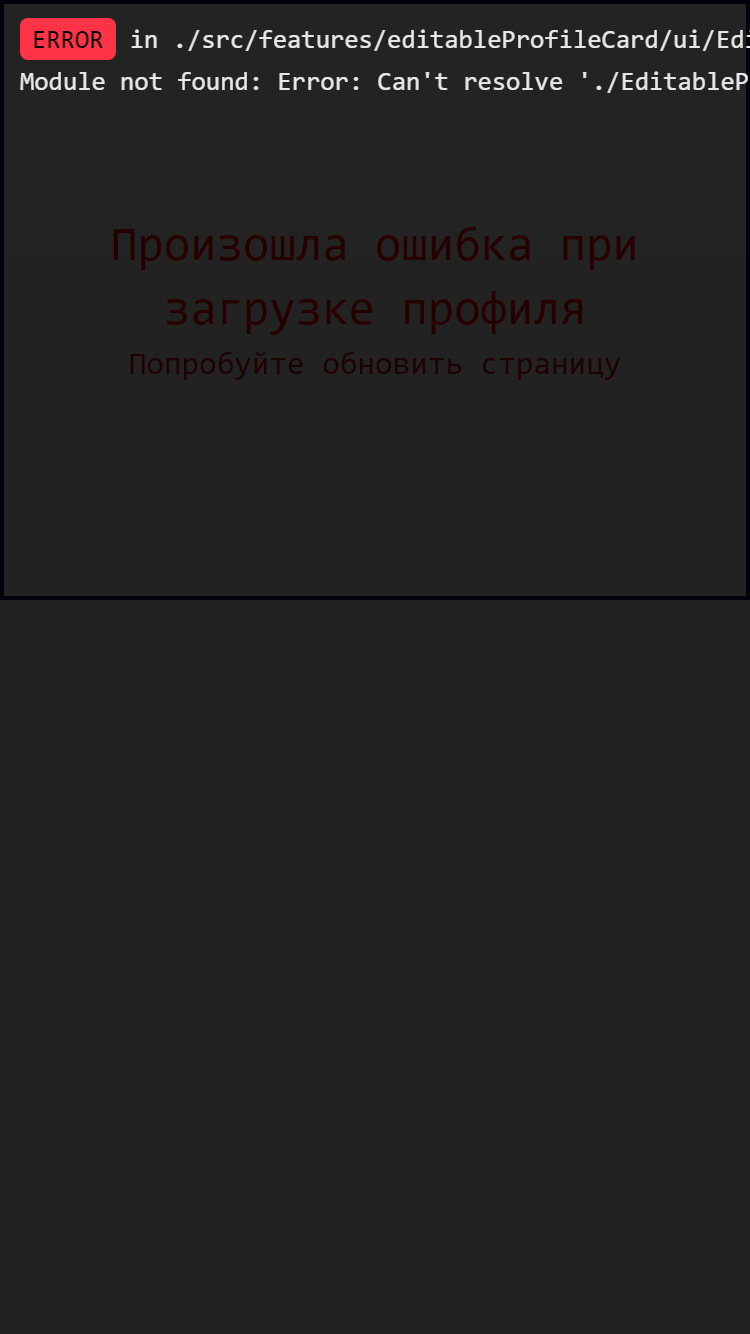 ERROR in ./src/features/editableProfileCard/ui/Edi
Module not found: Error: Can't resolve './EditableP
Произошла ошибка при
загрузке профиля
Попробуйте обновить страницу